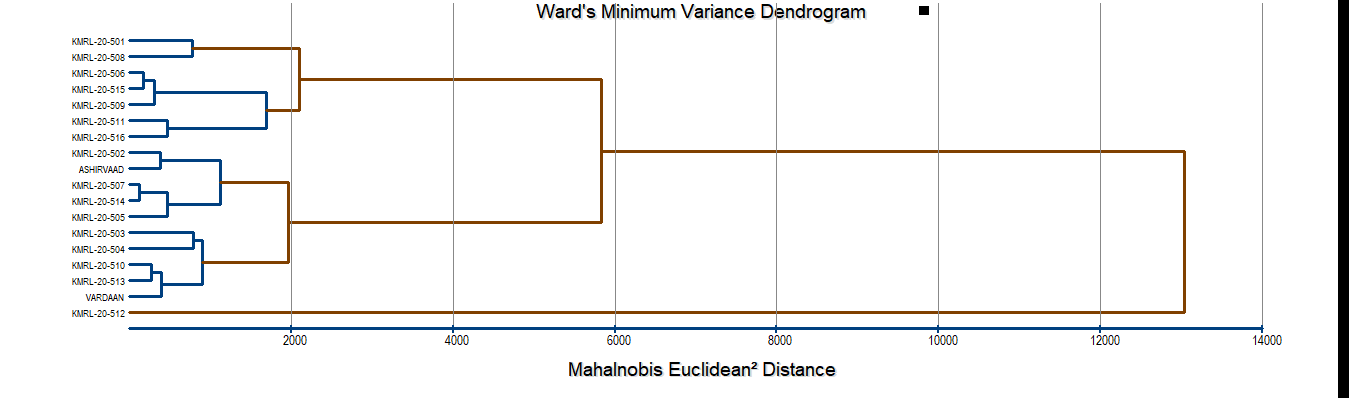 Ward's Minimum Variance Dendrogram
KMRL-20-501
KMRL-20-508
KMRL-20-506
KMRL-20-515
KMRL-20-509
KMRL-20-511
KMRL-20-516
KMRL-20-502
ASHIRVAAD
KMRL-20-507
KMRL-20-514
KMRL-20-505
KMRL-20-503
KMRL-20-504
KMRL-20-510
KMRL-20-513
VARDAAN
KMRL-20-512
2000 4000 6000 8000 10000 12000 14000
Mahalnobis Euclidean² Distance